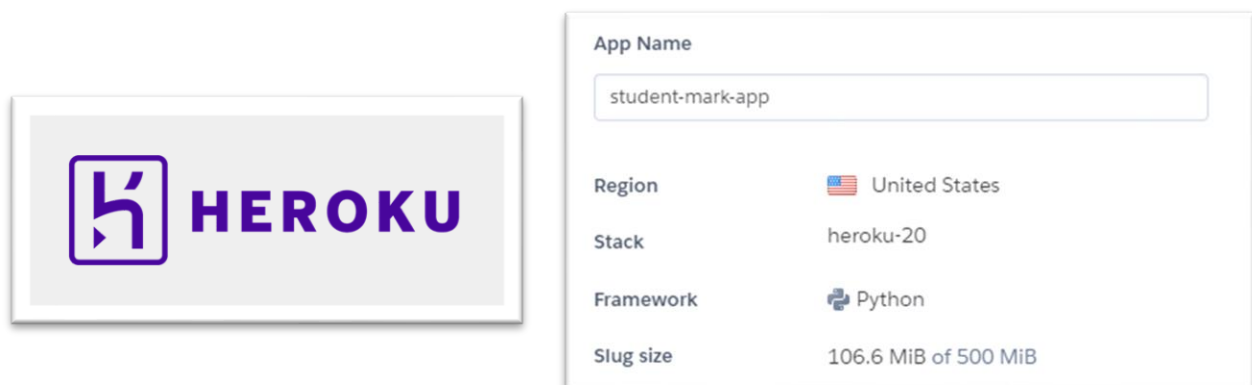 HEROKU
App Name
student-mark-app
Region United States
Stack heroku-20
Framework Python
Slug size 106.6 MiB of 500 MiB